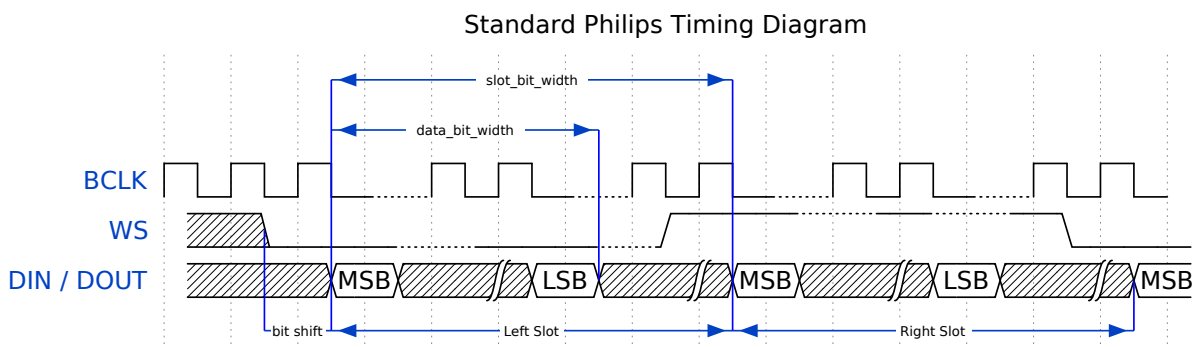 Standard Philips Timing Diagram
slot_bit_width
data_bit_width
BCLK
WS
DIN / DOUT
MSB
LSB
MSB
LSB
MSB
bit shift
Left Slot
Right Slot